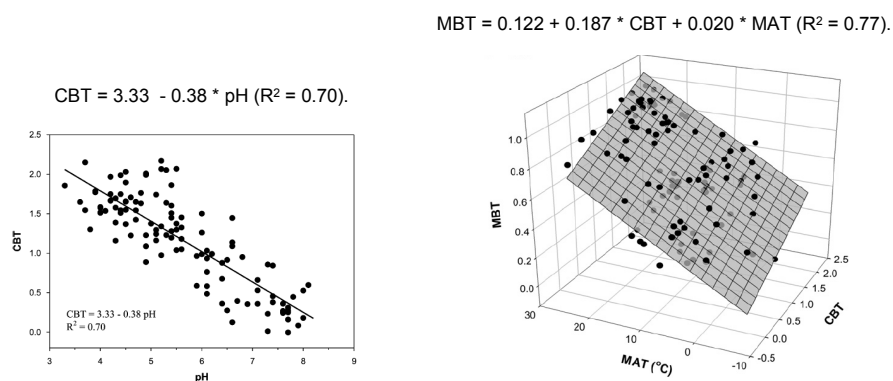 MBT = 0.122 + 0.187 * CBT + 0.020 * MAT (R² = 0.77).
CBT = 3.33 - 0.38 * pH (R² = 0.70).
2.5
2.0
1.5
1.0
0.5
0.0
CBT
CBT = 3.33 - 0.38 pH
R² = 0.70
3 4 5 6 7 8 9
pH
1.0
0.8
0.6
0.4
0.2
0.0
MBT
30
20
10
0
-10
MAT (°C)
2.5
2.0
1.5
1.0
0.5
0.0
-0.5
CBT